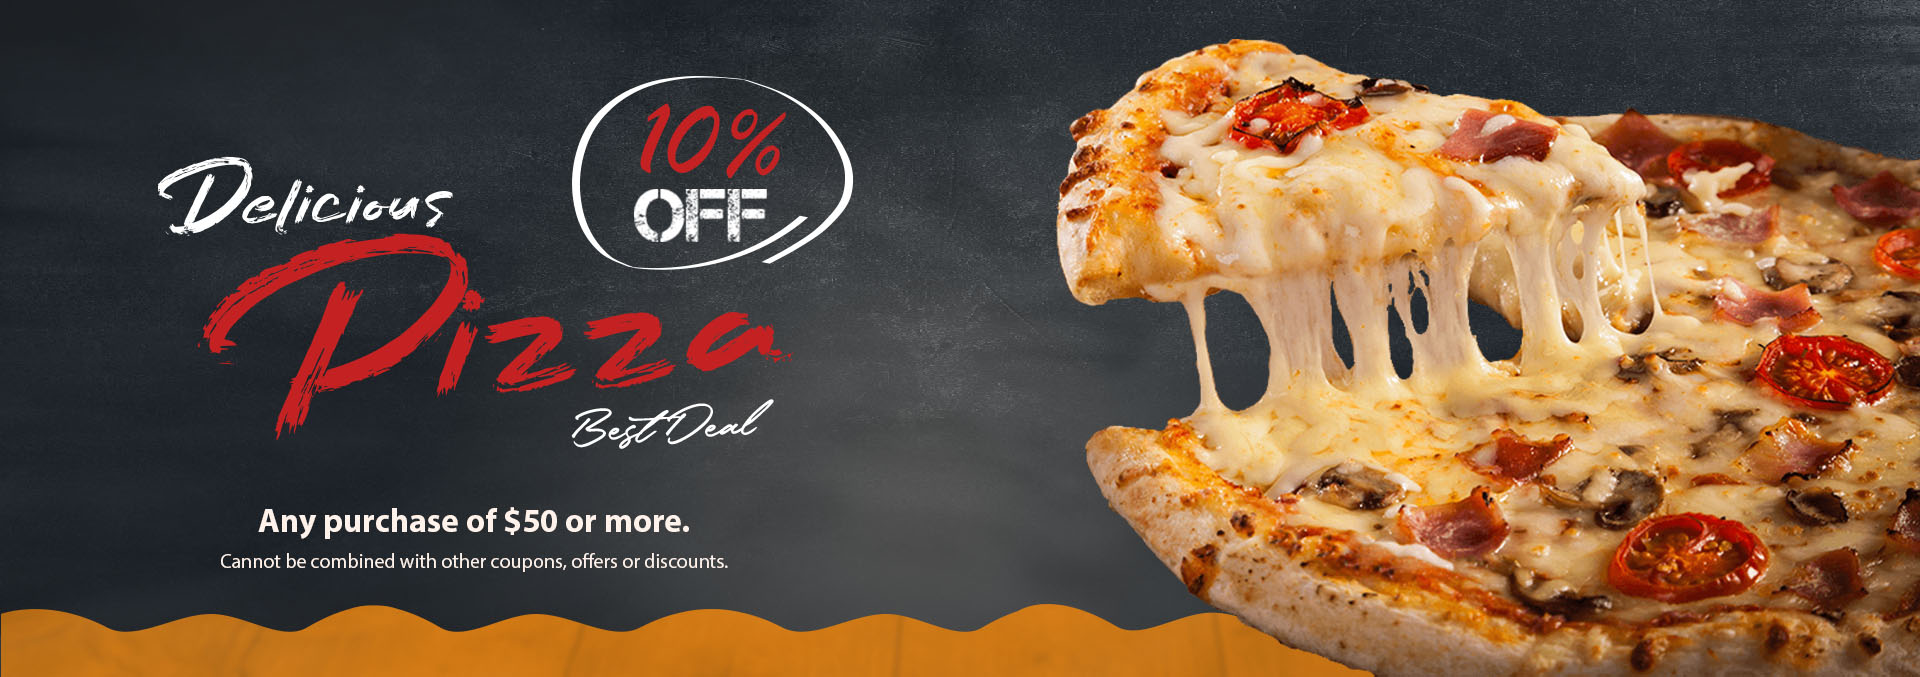 10%
OFF
Delicious
Pizza
Best Deal
Any purchase of $50 or more.
Cannot be combined with other coupons, offers or discounts.